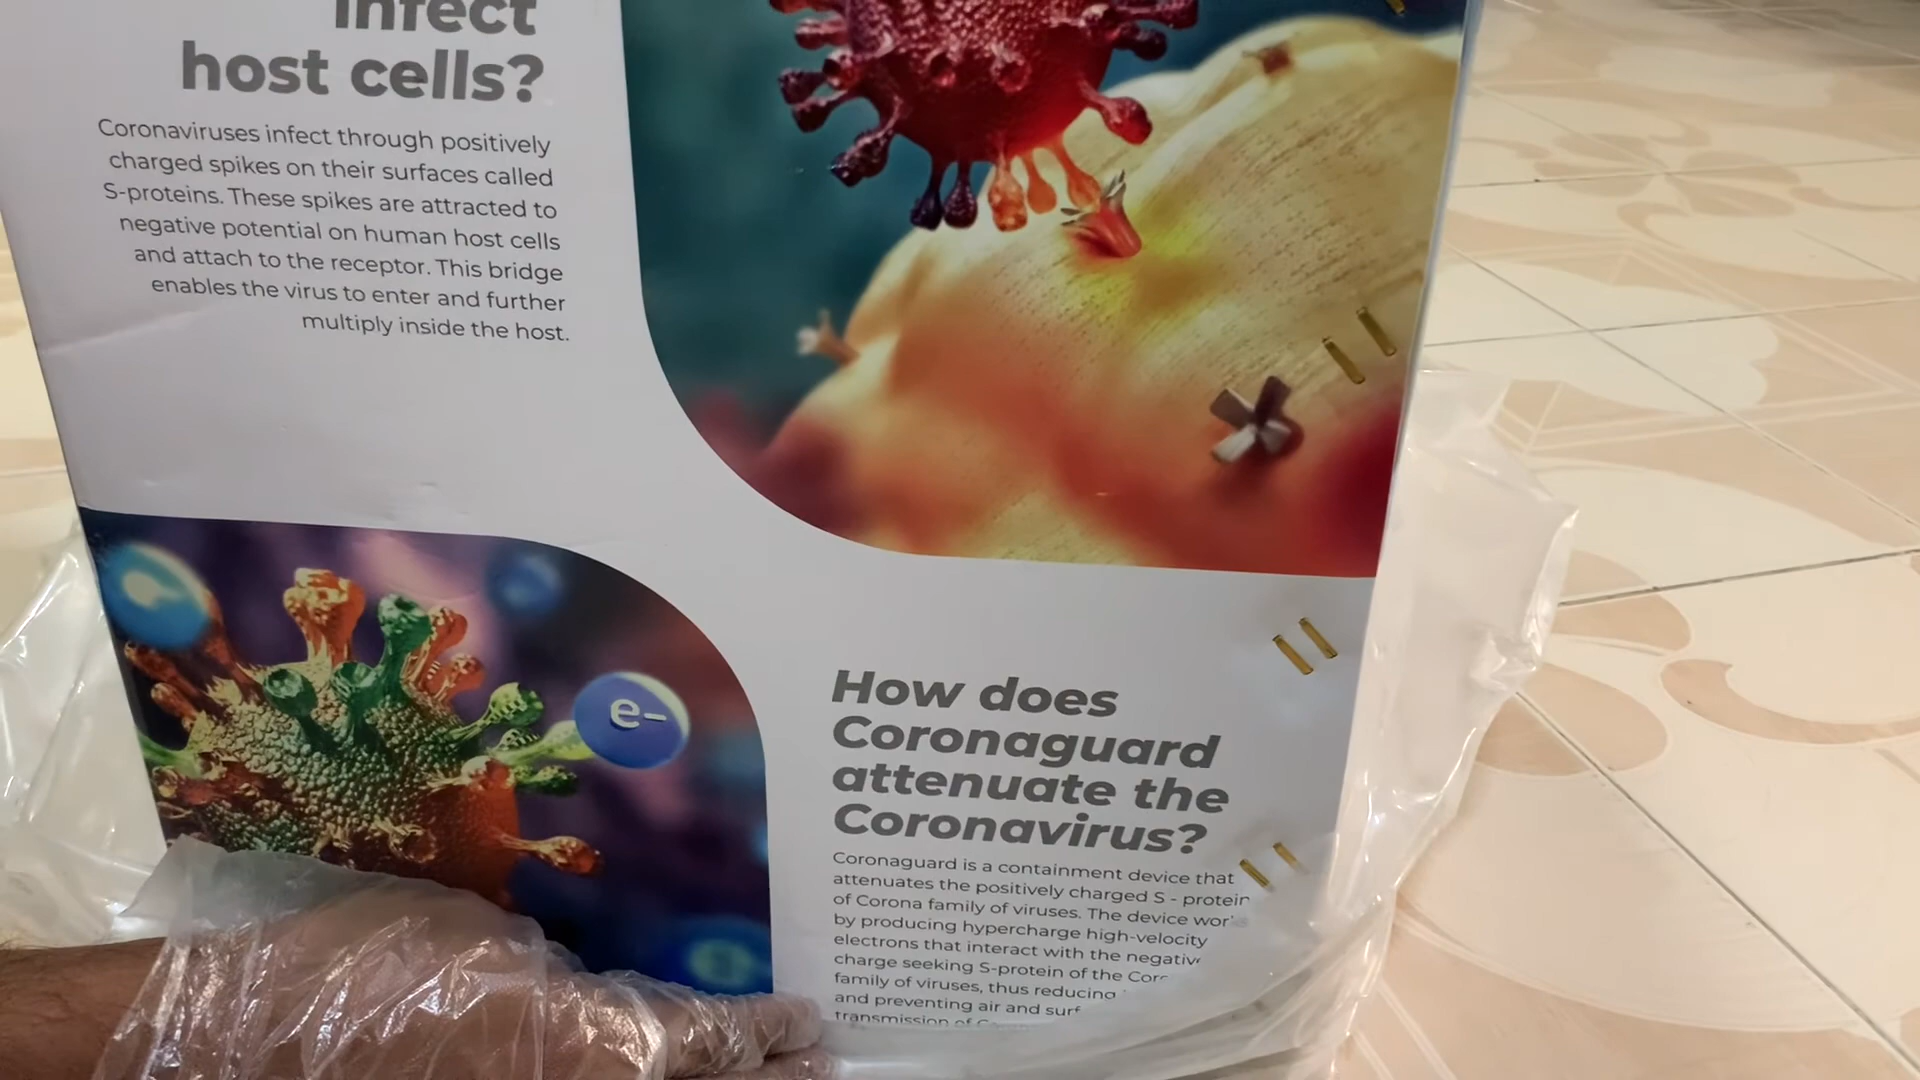 infect
host cells?
Coronaviruses infect through positively
charged spikes on their surfaces called
S-proteins. These spikes are attracted to
negative potential on human host cells
and attach to the receptor. This bridge
enables the virus to enter and further
multiply inside the host.
e-
How does
Coronaguard
attenuate the
Coronavirus?
Coronaguard is a containment device that
attenuates the positively charged S - protein
of Corona family of viruses. The device
by producing hypercharge high-velocity
electrons that interact with the
charge seeking S-protein of the
family of viruses, thus reducing
and preventing air and
transmission of